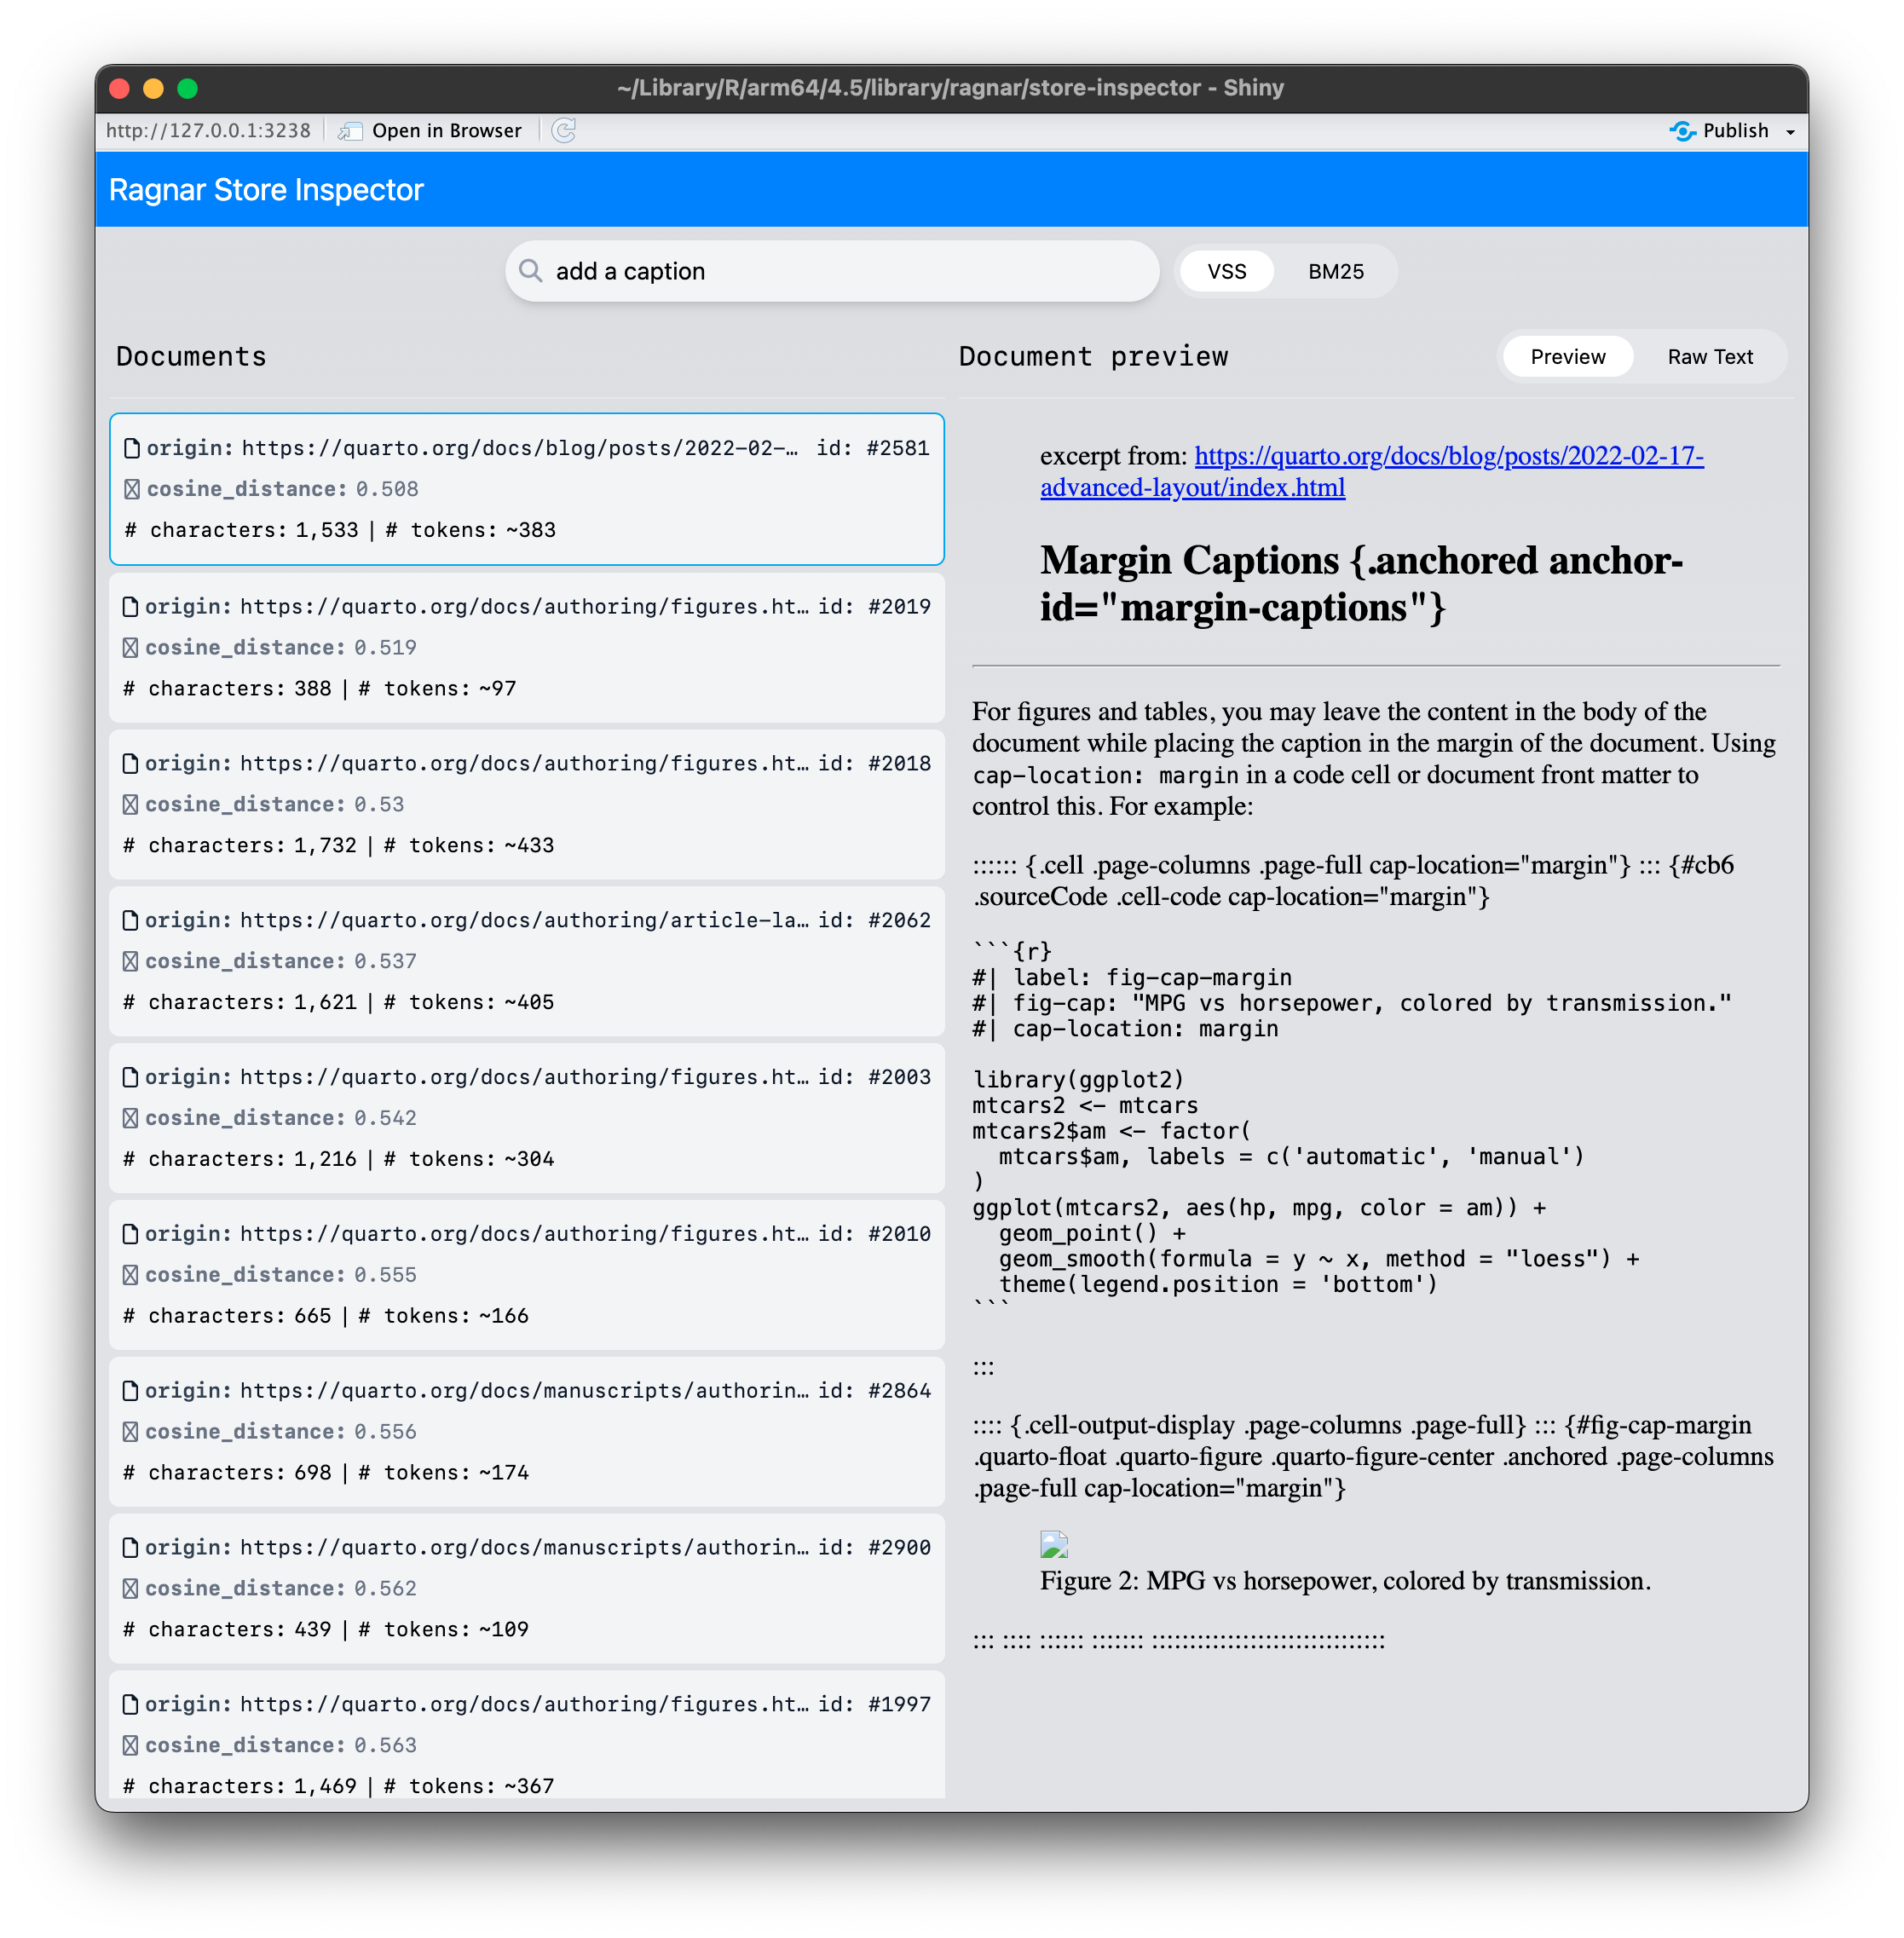 ~/Library/R/arm64/4.5/library/ragnar/store-inspector - Shiny
http://127.0.0.1:3238 Open in Browser Publish
Ragnar Store Inspector
add a caption VSS BM25
Documents
origin: https://quarto.org/docs/blog/posts/2022-02-… id: #2581
cosine_distance: 0.508
# characters: 1,533 | # tokens: ~383
origin: https://quarto.org/docs/authoring/figures.ht… id: #2019
cosine_distance: 0.519
# characters: 388 | # tokens: ~97
origin: https://quarto.org/docs/authoring/figures.ht… id: #2018
cosine_distance: 0.53
# characters: 1,732 | # tokens: ~433
origin: https://quarto.org/docs/authoring/article-la… id: #2062
cosine_distance: 0.537
# characters: 1,621 | # tokens: ~405
origin: https://quarto.org/docs/authoring/figures.ht… id: #2003
cosine_distance: 0.542
# characters: 1,216 | # tokens: ~304
origin: https://quarto.org/docs/authoring/figures.ht… id: #2010
cosine_distance: 0.555
# characters: 665 | # tokens: ~166
origin: https://quarto.org/docs/manuscripts/authorin… id: #2864
cosine_distance: 0.556
# characters: 698 | # tokens: ~174
origin: https://quarto.org/docs/manuscripts/authorin… id: #2900
cosine_distance: 0.562
# characters: 439 | # tokens: ~109
origin: https://quarto.org/docs/authoring/figures.ht… id: #1997
cosine_distance: 0.563
# characters: 1,469 | # tokens: ~367
Document preview Preview Raw Text
excerpt from: https://quarto.org/docs/blog/posts/2022-02-17-
advanced-layout/index.html
Margin Captions {.anchored anchor-
id="margin-captions"}
For figures and tables, you may leave the content in the body of the
document while placing the caption in the margin of the document. Using
cap-location: margin in a code cell or document front matter to
control this. For example:
:::::: {.cell .page-columns .page-full cap-location="margin"} ::: {#cb6
.sourceCode .cell-code cap-location="margin"}
```{r}
#| label: fig-cap-margin
#| fig-cap: "MPG vs horsepower, colored by transmission."
#| cap-location: margin
library(ggplot2)
mtcars2 <- mtcars
mtcars2$am <- factor(
  mtcars$am, labels = c('automatic', 'manual')
)
ggplot(mtcars2, aes(hp, mpg, color = am)) +
  geom_point() +
  geom_smooth(formula = y ~ x, method = "loess") +
  theme(legend.position = 'bottom')
```
:::
:::: {.cell-output-display .page-columns .page-full} ::: {#fig-cap-margin
.quarto-float .quarto-figure .quarto-figure-center .anchored .page-columns
.page-full cap-location="margin"}
Figure 2: MPG vs horsepower, colored by transmission.
::: :::: :::::: ::::::: :::::::::::::::::::::::::::::::